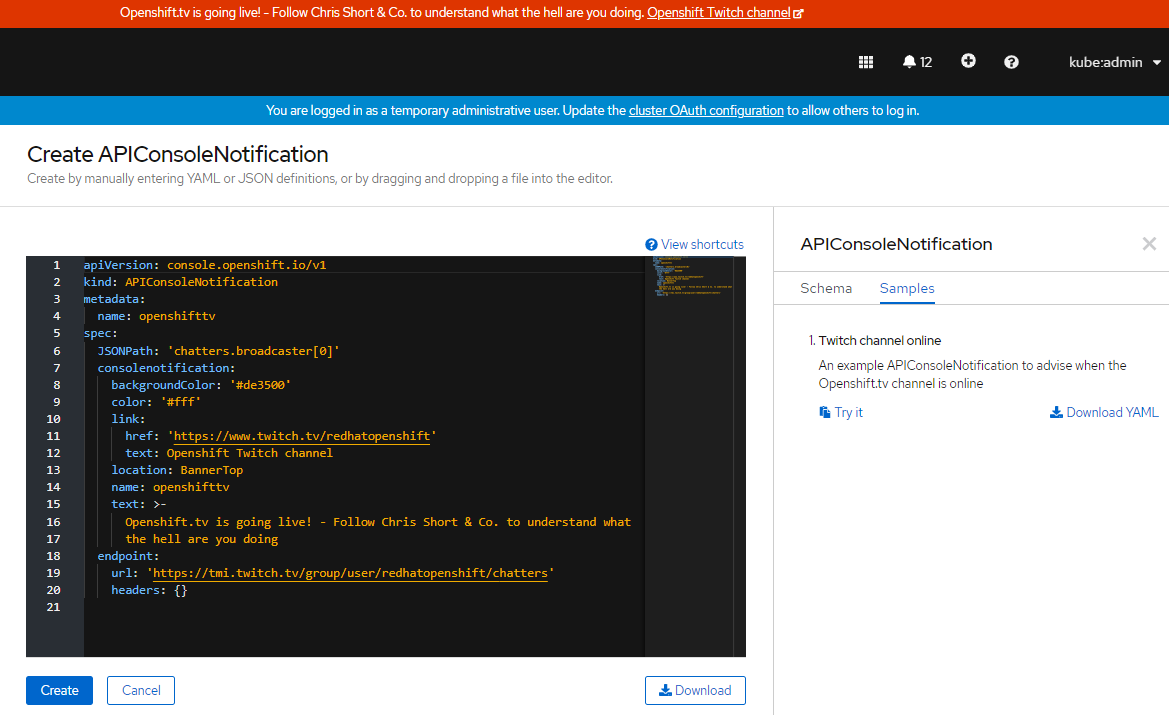 Openshift.tv is going live! - Follow Chris Short & Co. to understand what the hell are you doing. Openshift Twitch channel
12
kube:admin
You are logged in as a temporary administrative user. Update the cluster OAuth configuration to allow others to log in.
Create APIConsoleNotification
Create by manually entering YAML or JSON definitions, or by dragging and dropping a file into the editor.
View shortcuts
1 apiVersion: console.openshift.io/v1
2 kind: APIConsoleNotification
3 metadata:
4 name: openshifttv
5 spec:
6 JSONPath: 'chatters.broadcaster[0]'
7 consolenotification:
8 backgroundColor: '#de3500'
9 color: '#fff'
10 link:
11 href: 'https://www.twitch.tv/redhatopenshift'
12 text: Openshift Twitch channel
13 location: BannerTop
14 name: openshifttv
15 text: >-
16 Openshift.tv is going live! - Follow Chris Short & Co. to understand what
17 the hell are you doing
18 endpoint:
19 url: 'https://tmi.twitch.tv/group/user/redhatopenshift/chatters'
20 headers: {}
21
Create
Cancel
Download
APIConsoleNotification
Schema
Samples
1. Twitch channel online
An example APIConsoleNotification to advise when the
Openshift.tv channel is online
Try it
Download YAML